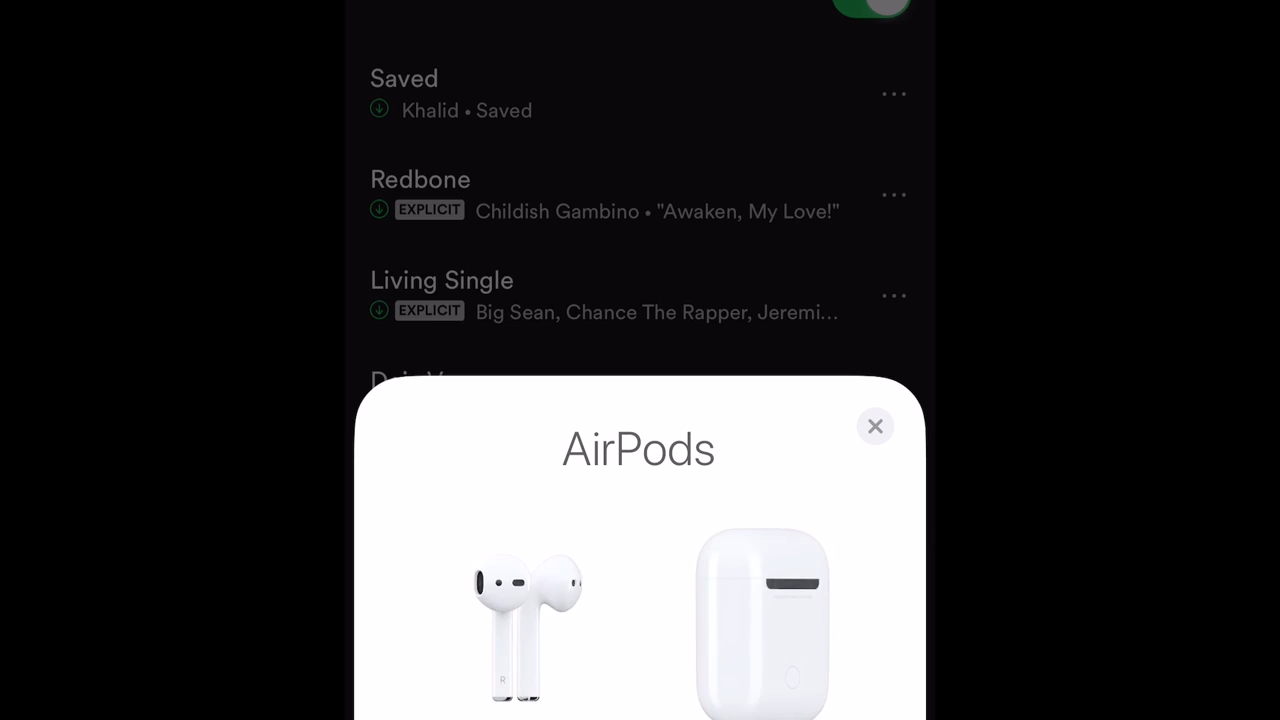 Saved
Khalid • Saved
Redbone
EXPLICIT Childish Gambino • "Awaken, My Love!"
Living Single
EXPLICIT Big Sean, Chance The Rapper, Jeremi...
AirPods
R